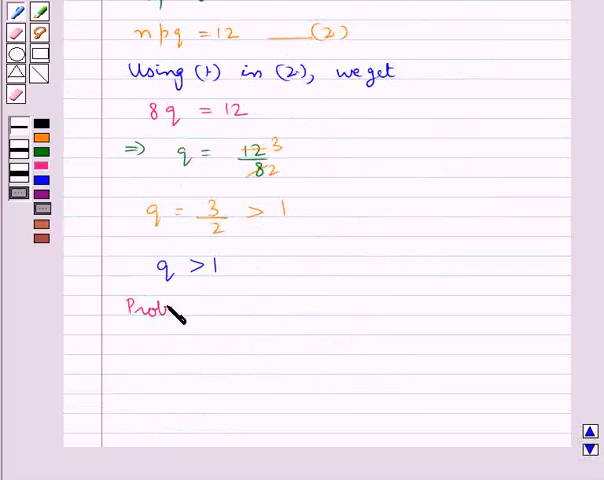 npq = 12 ___(2)
Using (1) in (2), we get
8q = 12
⇒ q = 12 3 / 8 2
q = 3/2 > 1
q > 1
Prob